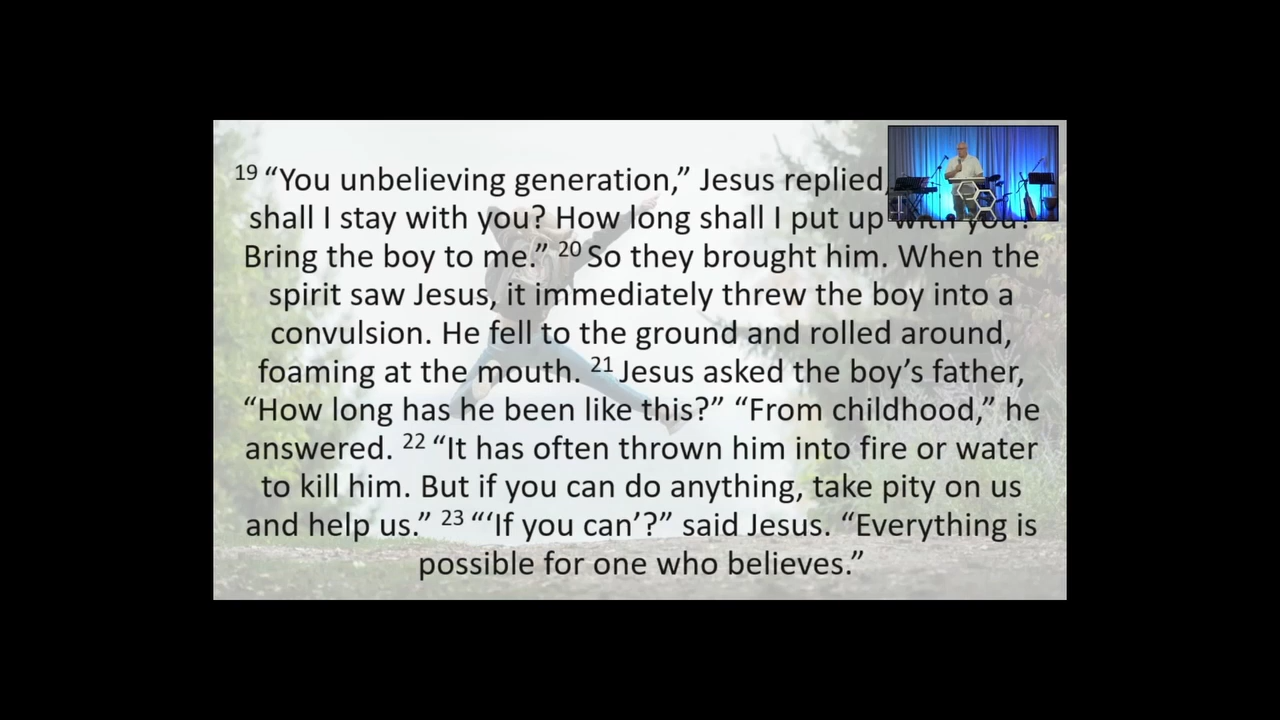 19 “You unbelieving generation,” Jesus replied,
shall I stay with you? How long shall I put up with you?
Bring the boy to me.” 20 So they brought him. When the
spirit saw Jesus, it immediately threw the boy into a
convulsion. He fell to the ground and rolled around,
foaming at the mouth. 21 Jesus asked the boy’s father,
“How long has he been like this?” “From childhood,” he
answered. 22 “It has often thrown him into fire or water
to kill him. But if you can do anything, take pity on us
and help us.” 23 “‘If you can’?” said Jesus. “Everything is
possible for one who believes.”